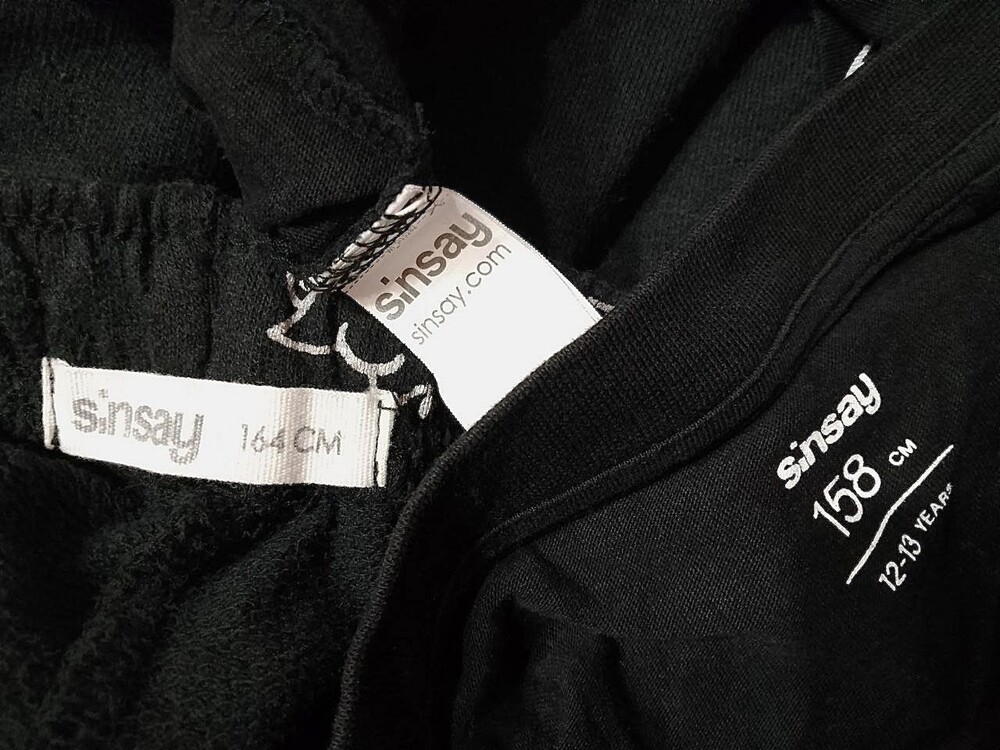 sinsay
sinsay.com
sinsay 164 CM
sinsay
158 CM
12-13 YEARS